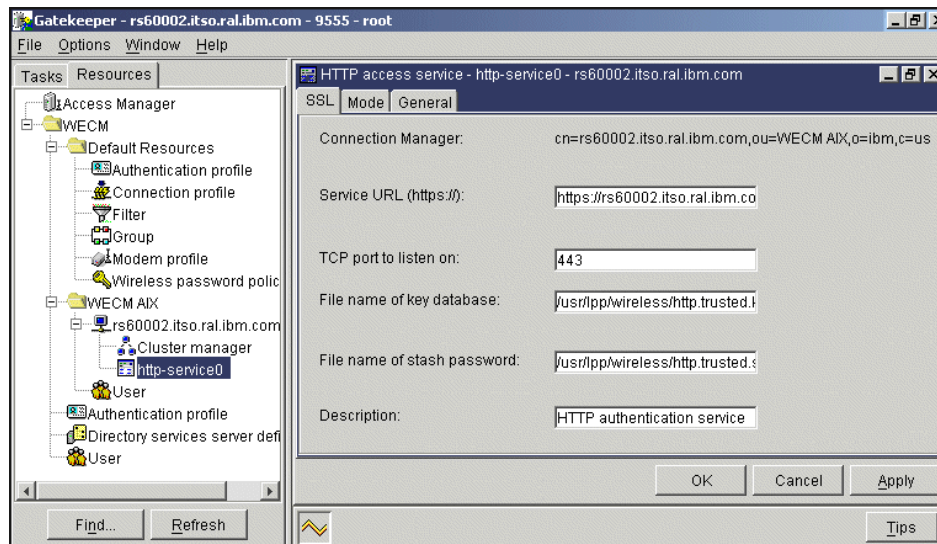 Gatekeeper - rs60002.itso.ral.ibm.com - 9555 - root
File Options Window Help
Tasks Resources
Access Manager
WECM
Default Resources
Authentication profile
Connection profile
Filter
Group
Modem profile
Wireless password polic
WECM AIX
rs60002.itso.ral.ibm.com
Cluster manager
http-service0
User
Authentication profile
Directory services server defi
User
Find... Refresh
HTTP access service - http-service0 - rs60002.itso.ral.ibm.com
SSL Mode General
Connection Manager: cn=rs60002.itso.ral.ibm.com,ou=WECM AIX,o=ibm,c=us
Service URL (https://): https://rs60002.itso.ral.ibm.co
TCP port to listen on: 443
File name of key database: /usr/lpp/wireless/http.trusted.k
File name of stash password: /usr/lpp/wireless/http.trusted.s
Description: HTTP authentication service
OK Cancel Apply
Tips